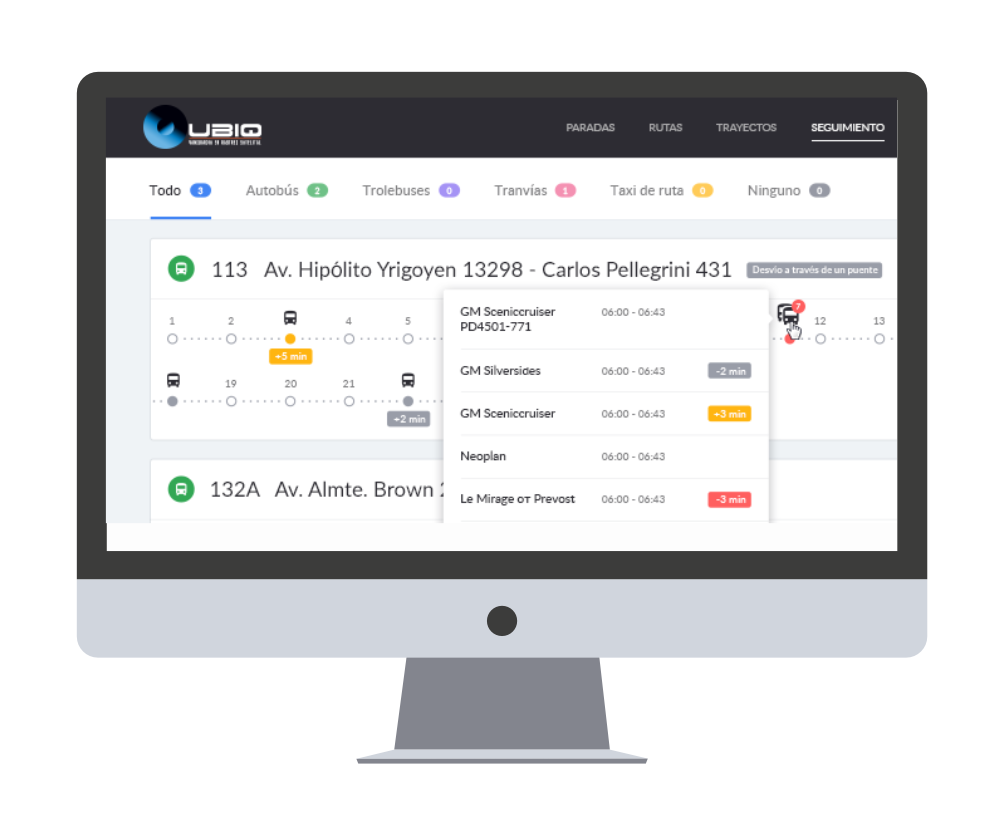 UBIQ
PARADAS RUTAS TRAYECTOS SEGUIMIENTO
Todo 3 Autobús 2 Trolebuses 0 Tranvías 1 Taxi de ruta 0 Ninguno 0
113 Av. Hipólito Yrigoyen 13298 - Carlos Pellegrini 431 Desvío a través de un puente
1 2 4 5 7 12 13
+5 min
19 20 21
+2 min
GM Sceniccruiser 06:00 - 06:43
PD4501-771
GM Silversides 06:00 - 06:43 -2 min
GM Sceniccruiser 06:00 - 06:43 +3 min
Neoplan 06:00 - 06:43
Le Mirage от Prevost 06:00 - 06:43 -3 min
132A Av. Almte. Brown